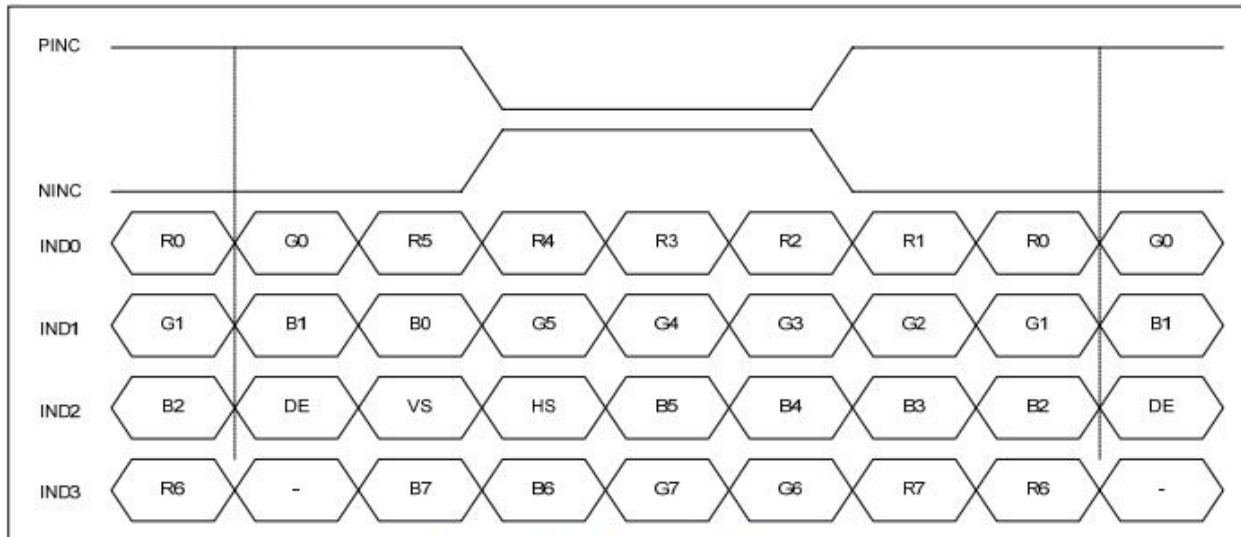 PINC
NINC
IND0 R0 G0 R5 R4 R3 R2 R1 R0 G0
IND1 G1 B1 B0 G5 G4 G3 G2 G1 B1
IND2 B2 DE VS HS B5 B4 B3 B2 DE
IND3 R6 - B7 B6 G7 G6 R7 R6 -